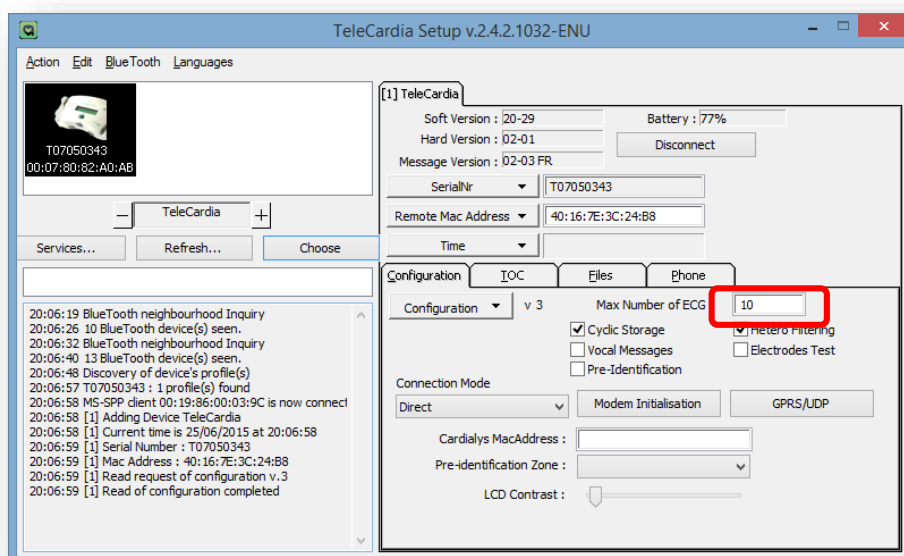 TeleCardia Setup v.2.4.2.1032-ENU
Action Edit BlueTooth Languages
T07050343
00:07:80:82:A0:AB
TeleCardia
Services... Refresh... Choose
20:06:19 BlueTooth neighbourhood Inquiry
20:06:26 10 BlueTooth device(s) seen.
20:06:32 BlueTooth neighbourhood Inquiry
20:06:40 13 BlueTooth device(s) seen.
20:06:48 Discovery of device's profile(s)
20:06:57 T07050343 : 1 profile(s) found
20:06:58 MS-SPP client 00:19:86:00:03:9C is now connect
20:06:58 [1] Adding Device TeleCardia
20:06:58 [1] Current time is 25/06/2015 at 20:06:58
20:06:59 [1] Serial Number : T07050343
20:06:59 [1] Mac Address : 40:16:7E:3C:24:B8
20:06:59 [1] Read request of configuration v.3
20:06:59 [1] Read of configuration completed
[1] TeleCardia
Soft Version : 20-29 Battery : 77%
Hard Version : 02-01 Disconnect
Message Version : 02-03 FR
SerialNr T07050343
Remote Mac Address 40:16:7E:3C:24:B8
Time
Configuration TOC Files Phone
Configuration v 3 Max Number of ECG 10
Cyclic Storage Hetero Filtering
Vocal Messages Electrodes Test
Pre-Identification
Connection Mode
Direct Modem Initialisation GPRS/UDP
Cardialys MacAddress :
Pre-identification Zone :
LCD Contrast :